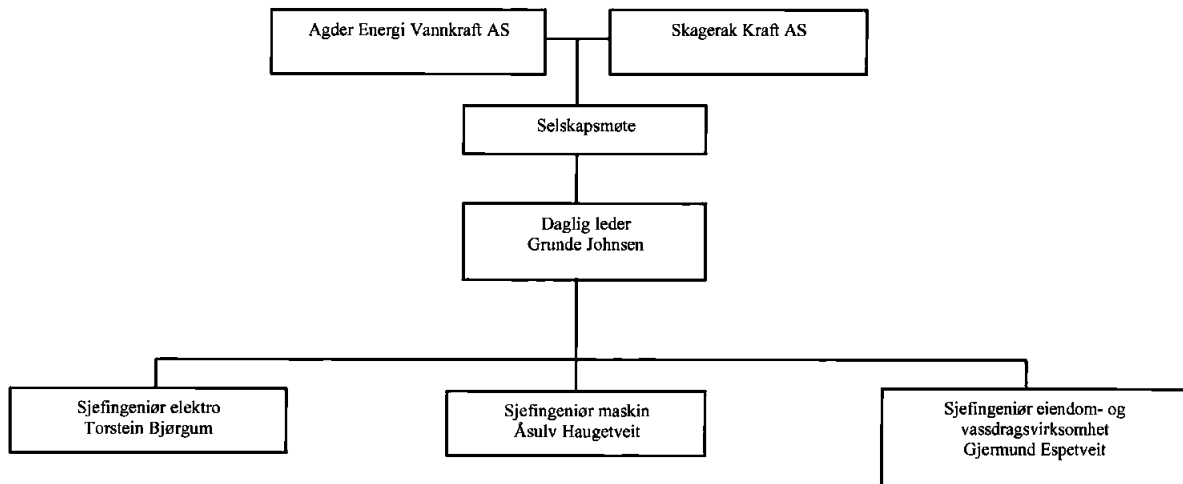 Agder Energi Vannkraft AS
Skagerak Kraft AS
Selskapsmøte
Daglig leder
Grunde Johnsen
Sjefingeniør elektro
Torstein Bjørgum
Sjefingeniør maskin
Åsulv Haugetveit
Sjefingeniør eiendom- og
vassdragsvirksomhet
Gjermund Espetveit